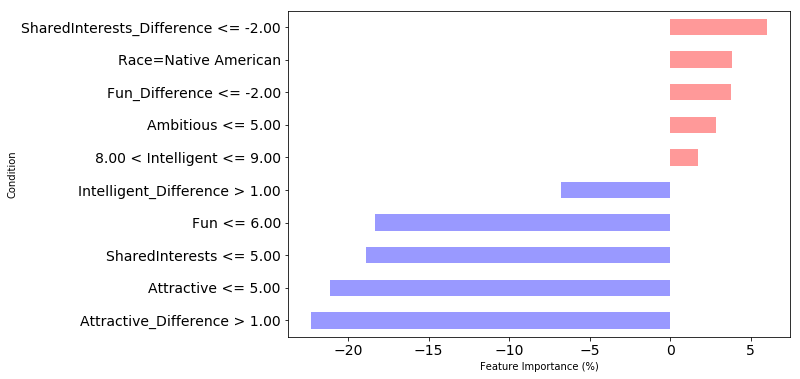 SharedInterests_Difference <= -2.00
Race=Native American
Fun_Difference <= -2.00
Ambitious <= 5.00
8.00 < Intelligent <= 9.00
Intelligent_Difference > 1.00
Fun <= 6.00
SharedInterests <= 5.00
Attractive <= 5.00
Attractive_Difference > 1.00
Condition
−20 −15 −10 −5 0 5
Feature Importance (%)